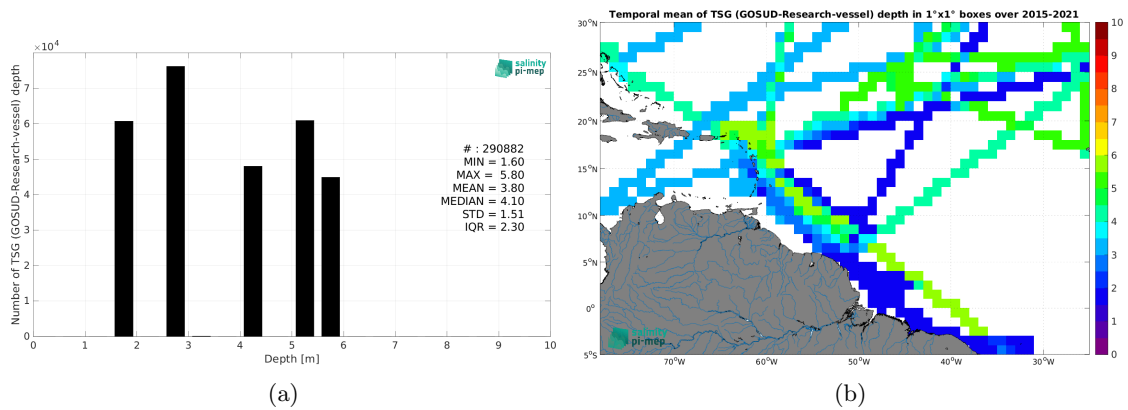 ×10⁴
Number of TSG (GOSUD-Research-vessel) depth
7
6
5
4
3
2
1
0
salinity
pi-mep
# : 290882
MIN = 1.60
MAX = 5.80
MEAN = 3.80
MEDIAN = 4.10
STD = 1.51
IQR = 2.30
0 1 2 3 4 5 6 7 8 9 10
Depth [m]
(a)
Temporal mean of TSG (GOSUD-Research-vessel) depth in 1°x1° boxes over 2015-2021
30°N
25°N
20°N
15°N
10°N
5°N
0°
5°S
salinity
pi-mep
70°W 60°W 50°W 40°W 30°W
10
9
8
7
6
5
4
3
2
1
0
(b)